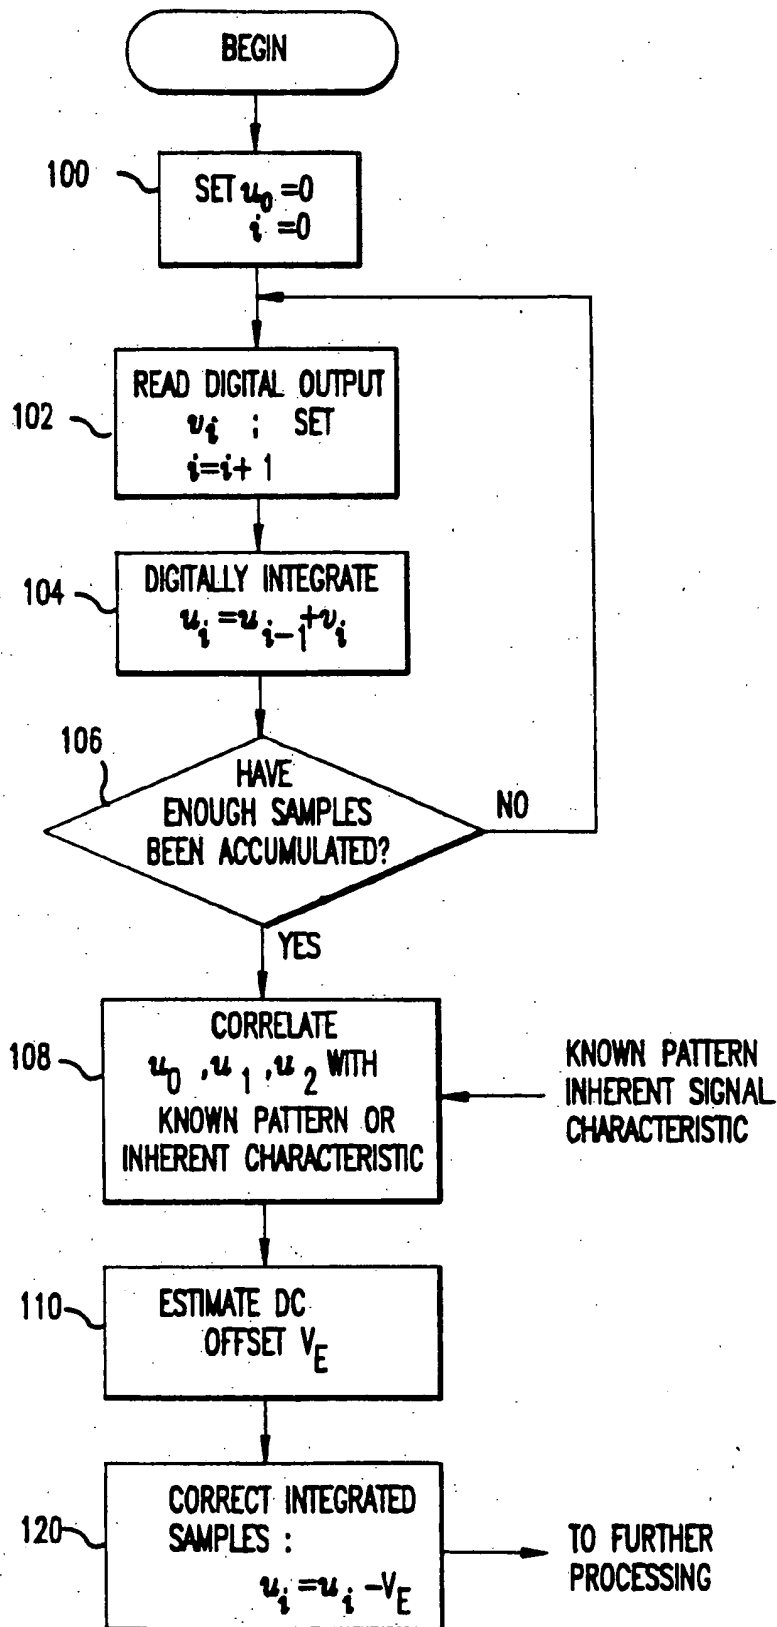 BEGIN
100
SET u₀ =0
i =0
102
READ DIGITAL OUTPUT
vᵢ ; SET
i=i+ 1
104
DIGITALLY INTEGRATE
uᵢ =uᵢ₋₁+vᵢ
106
HAVE
ENOUGH SAMPLES
BEEN ACCUMULATED?
NO
YES
108
CORRELATE
u₀ ,u₁ ,u₂ WITH
KNOWN PATTERN OR
INHERENT CHARACTERISTIC
KNOWN PATTERN
INHERENT SIGNAL
CHARACTERISTIC
110
ESTIMATE DC
OFFSET V_E
120
CORRECT INTEGRATED
SAMPLES :
uᵢ =uᵢ -V_E
TO FURTHER
PROCESSING